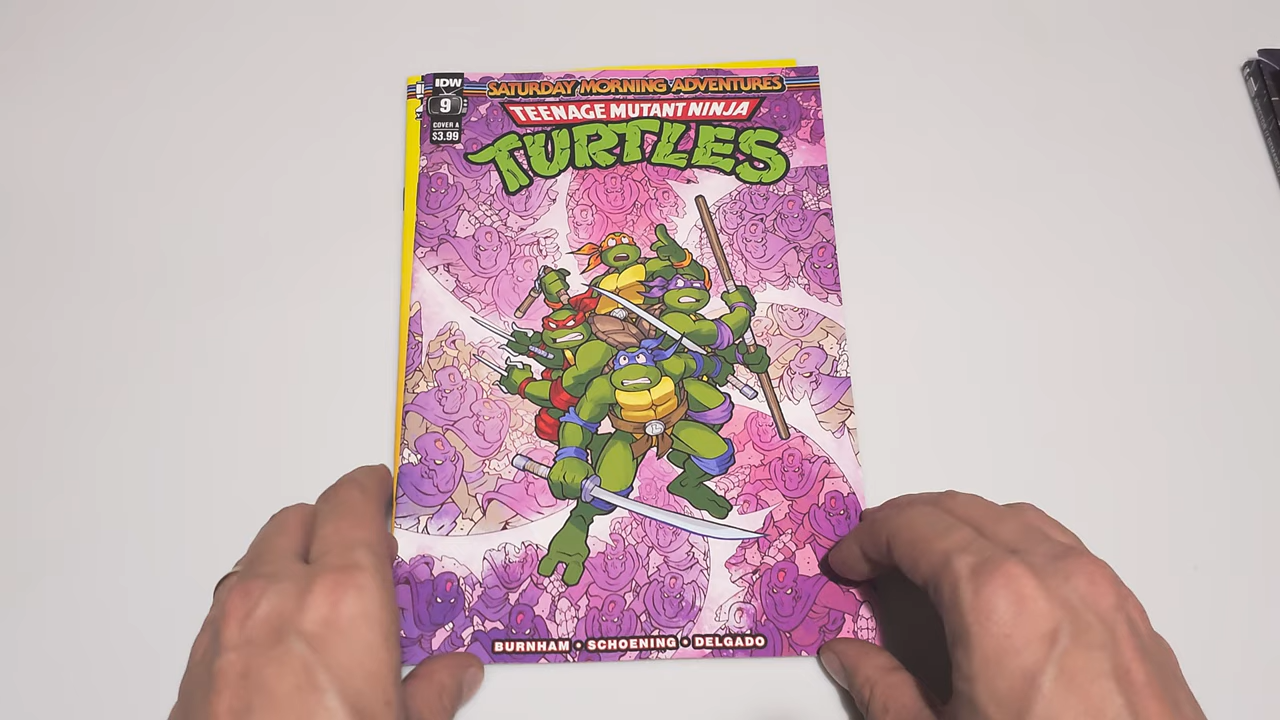 IDW
9
COVER A
$3.99
SATURDAY MORNING ADVENTURES
TEENAGE MUTANT NINJA
TURTLES
BURNHAM • SCHOENING • DELGADO